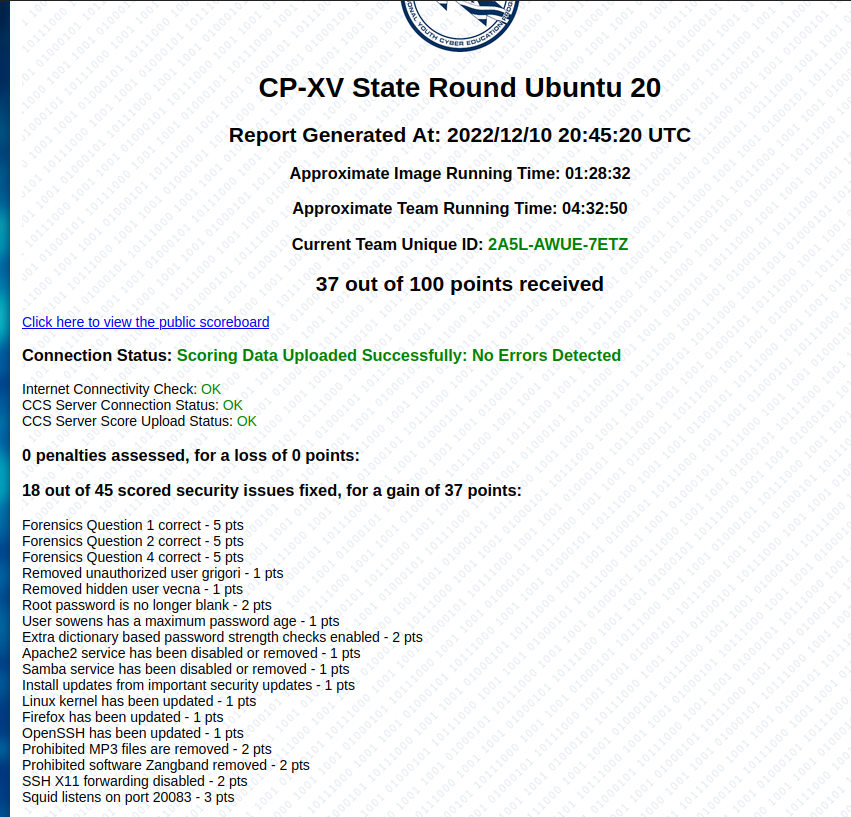 ONAL YOUTH CYBER EDUCATION PROG
CP-XV State Round Ubuntu 20
Report Generated At: 2022/12/10 20:45:20 UTC
Approximate Image Running Time: 01:28:32
Approximate Team Running Time: 04:32:50
Current Team Unique ID: 2A5L-AWUE-7ETZ
37 out of 100 points received
Click here to view the public scoreboard
Connection Status: Scoring Data Uploaded Successfully: No Errors Detected
Internet Connectivity Check: OK
CCS Server Connection Status: OK
CCS Server Score Upload Status: OK
0 penalties assessed, for a loss of 0 points:
18 out of 45 scored security issues fixed, for a gain of 37 points:
Forensics Question 1 correct - 5 pts
Forensics Question 2 correct - 5 pts
Forensics Question 4 correct - 5 pts
Removed unauthorized user grigori - 1 pts
Removed hidden user vecna - 1 pts
Root password is no longer blank - 2 pts
User sowens has a maximum password age - 1 pts
Extra dictionary based password strength checks enabled - 2 pts
Apache2 service has been disabled or removed - 1 pts
Samba service has been disabled or removed - 1 pts
Install updates from important security updates - 1 pts
Linux kernel has been updated - 1 pts
Firefox has been updated - 1 pts
OpenSSH has been updated - 1 pts
Prohibited MP3 files are removed - 2 pts
Prohibited software Zangband removed - 2 pts
SSH X11 forwarding disabled - 2 pts
Squid listens on port 20083 - 3 pts